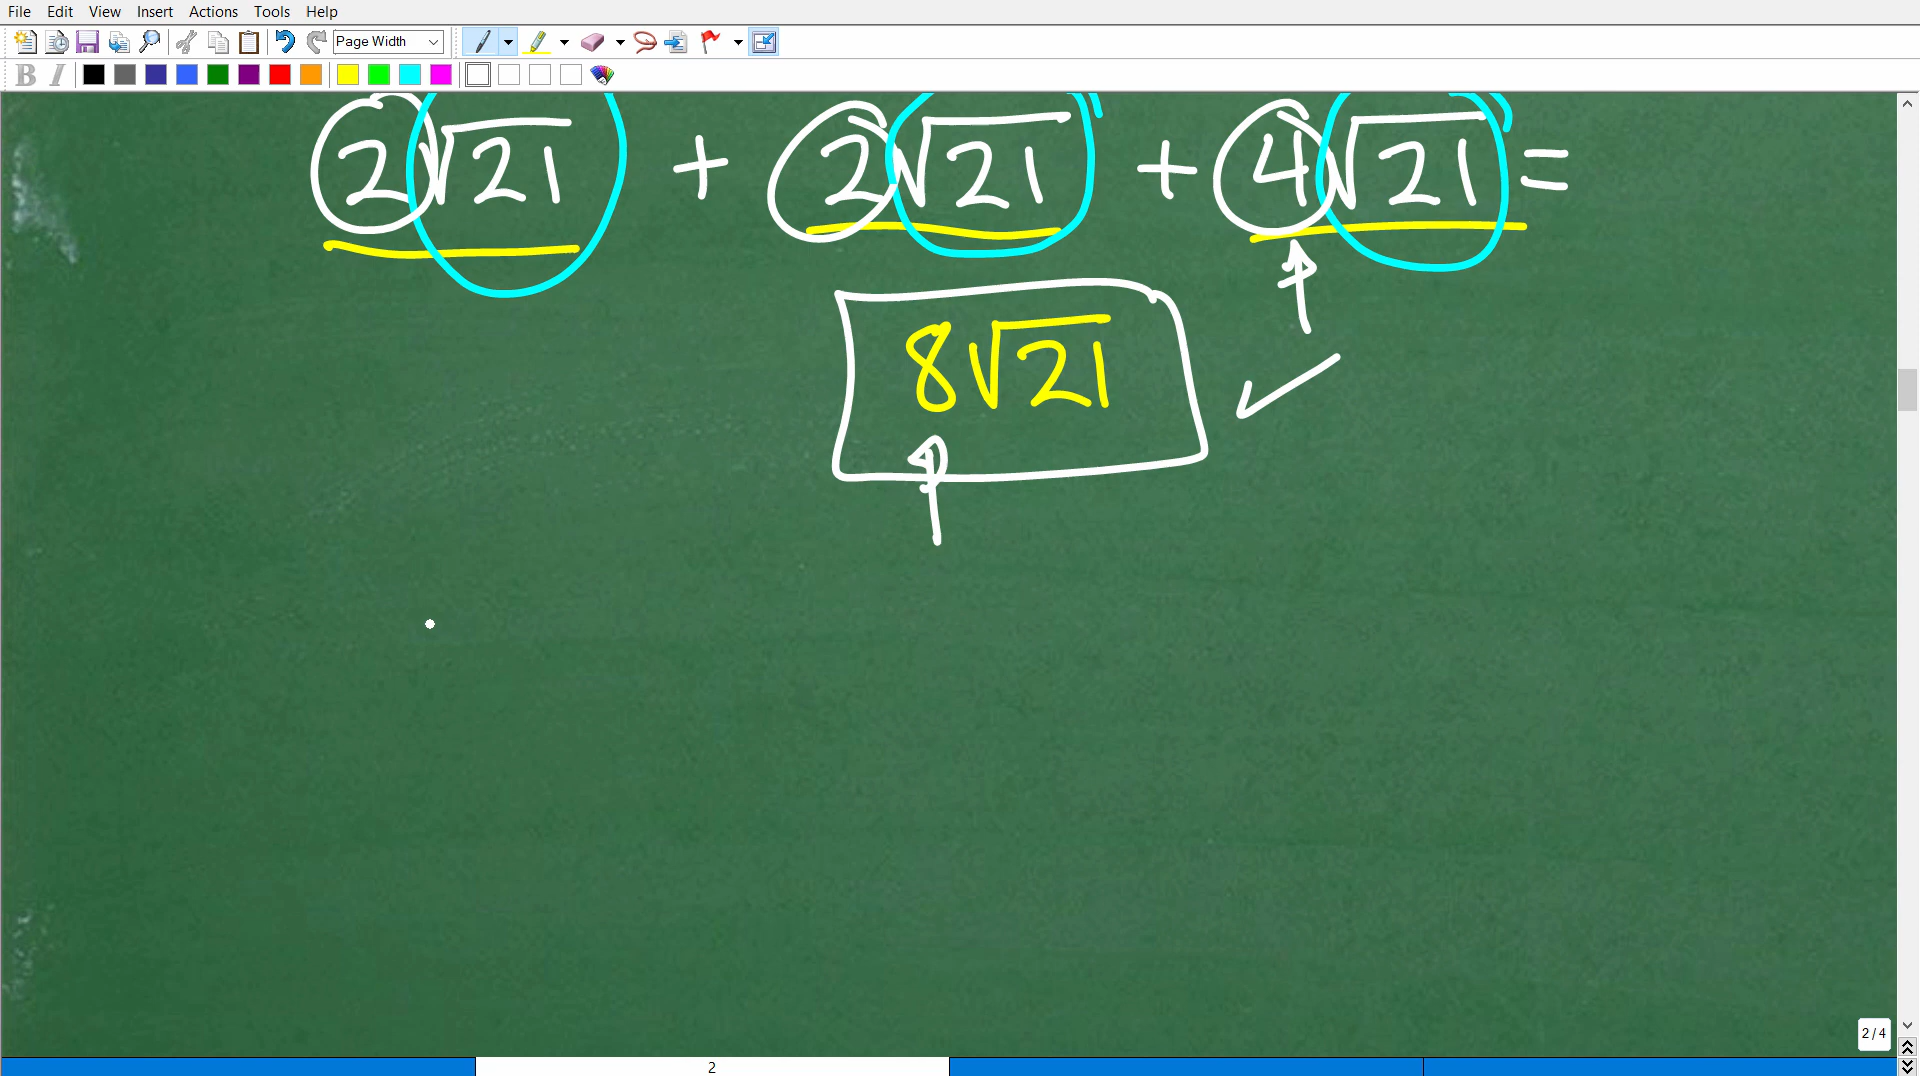 File Edit View Insert Actions Tools Help
Page Width
B I
2√21 + 2√21 + 4√21 =
8√21
2 / 4
2